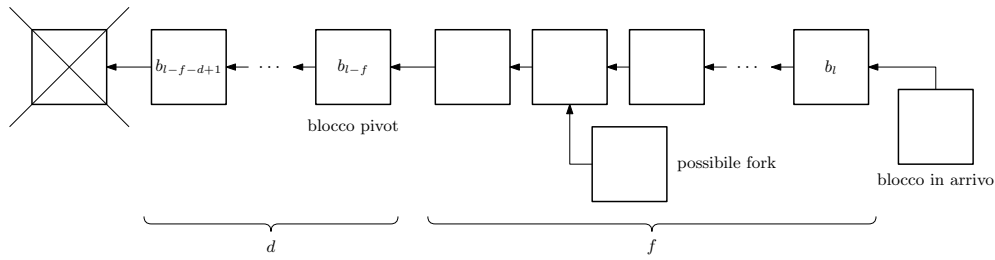 b_{l−f−d+1} ··· b_{l−f} ··· b_l
blocco pivot
possibile fork
blocco in arrivo
d f